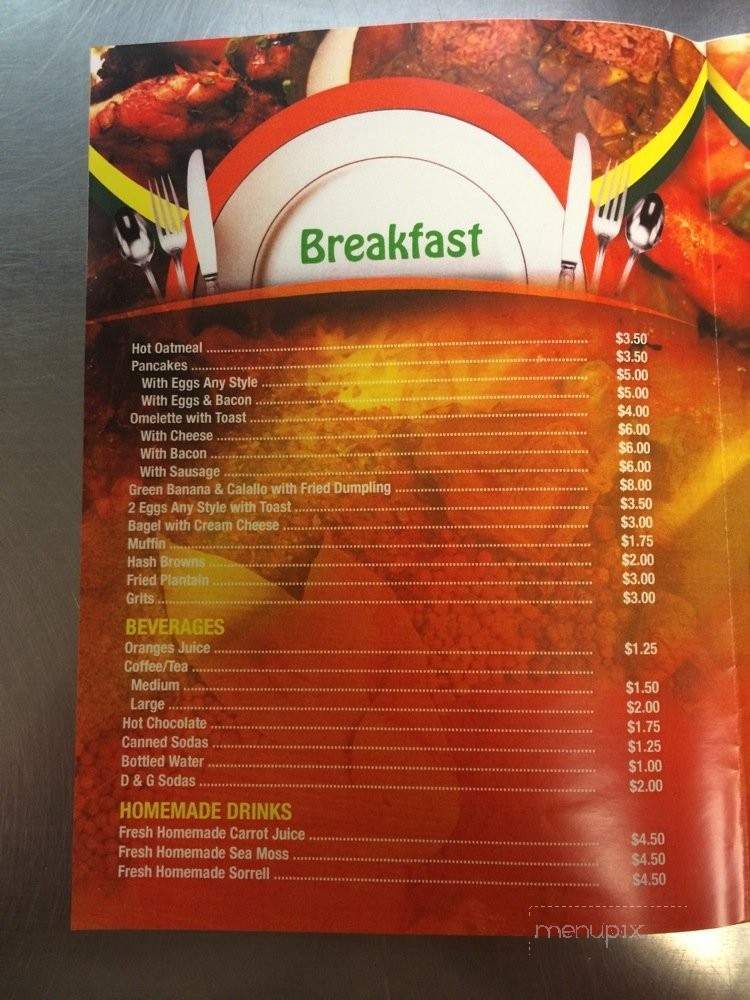 Breakfast
Hot Oatmeal $3.50
Pancakes $3.50
With Eggs Any Style $5.00
With Eggs & Bacon $5.00
Omelette with Toast $4.00
With Cheese $6.00
With Bacon $6.00
With Sausage $6.00
Green Banana & Calallo with Fried Dumpling $8.00
2 Eggs Any Style with Toast $3.50
Bagel with Cream Cheese $3.00
Muffin $1.75
Hash Browns $2.00
Fried Plantain $3.00
Grits $3.00
BEVERAGES
Oranges Juice $1.25
Coffee/Tea
Medium $1.50
Large $2.00
Hot Chocolate $1.75
Canned Sodas $1.25
Bottled Water $1.00
D & G Sodas $2.00
HOMEMADE DRINKS
Fresh Homemade Carrot Juice $4.50
Fresh Homemade Sea Moss $4.50
Fresh Homemade Sorrell $4.50
menupix